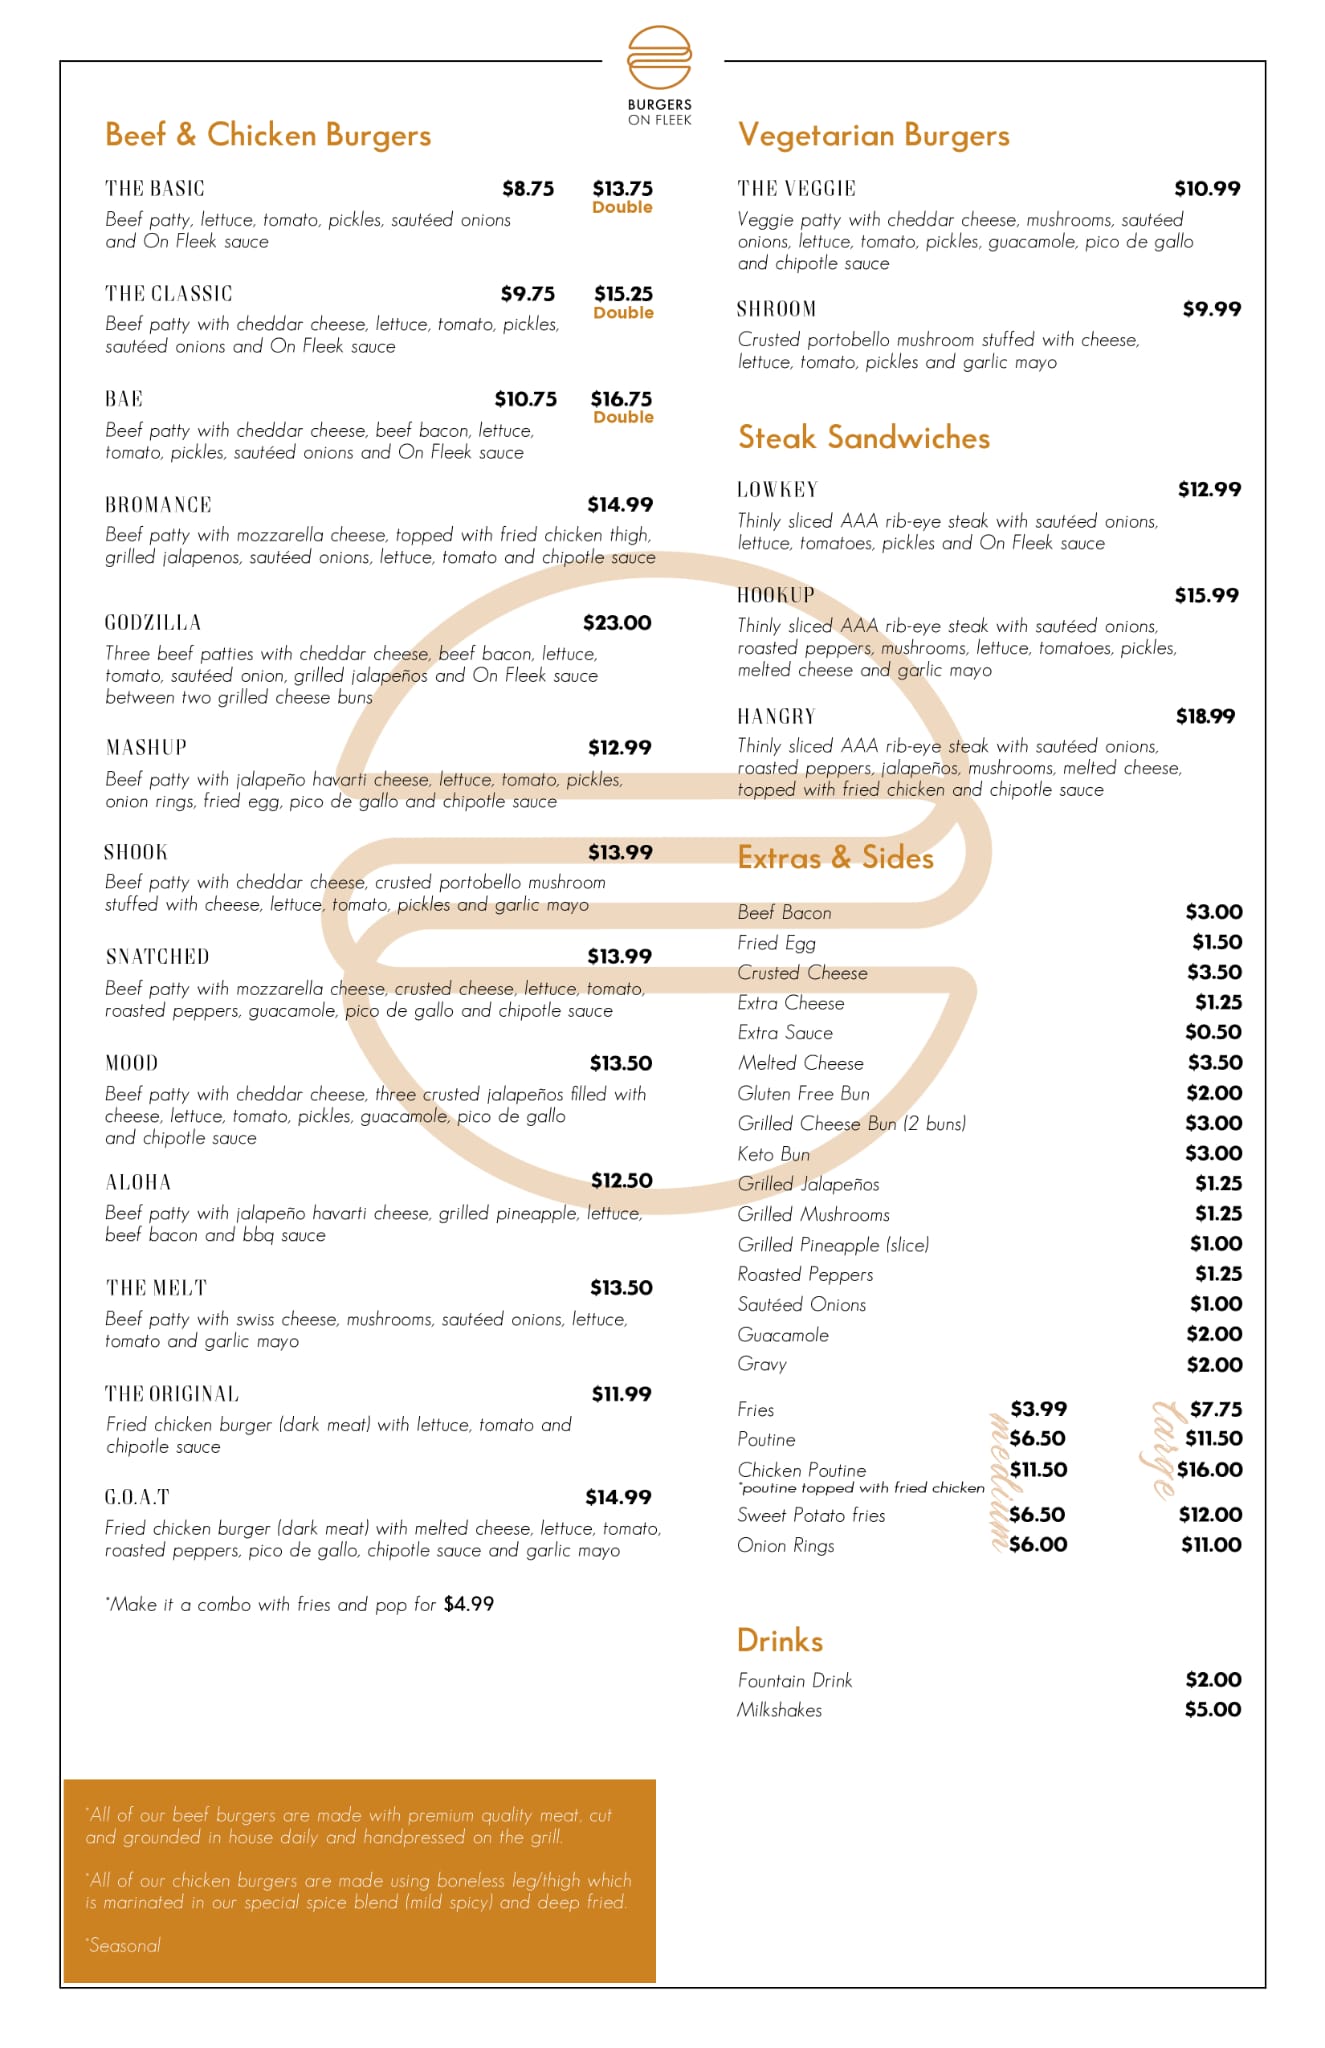 BURGERS
ON FLEEK
Beef & Chicken Burgers
THE BASIC $8.75 $13.75
Double
Beef patty, lettuce, tomato, pickles, sautéed onions
and On Fleek sauce
THE CLASSIC $9.75 $15.25
Double
Beef patty with cheddar cheese, lettuce, tomato, pickles,
sautéed onions and On Fleek sauce
BAE $10.75 $16.75
Double
Beef patty with cheddar cheese, beef bacon, lettuce,
tomato, pickles, sautéed onions and On Fleek sauce
BROMANCE $14.99
Beef patty with mozzarella cheese, topped with fried chicken thigh,
grilled jalapenos, sautéed onions, lettuce, tomato and chipotle sauce
GODZILLA $23.00
Three beef patties with cheddar cheese, beef bacon, lettuce,
tomato, sautéed onion, grilled jalapeños and On Fleek sauce
between two grilled cheese buns
MASHUP $12.99
Beef patty with jalapeño havarti cheese, lettuce, tomato, pickles,
onion rings, fried egg, pico de gallo and chipotle sauce
SHOOK $13.99
Beef patty with cheddar cheese, crusted portobello mushroom
stuffed with cheese, lettuce, tomato, pickles and garlic mayo
SNATCHED $13.99
Beef patty with mozzarella cheese, crusted cheese, lettuce, tomato,
roasted peppers, guacamole, pico de gallo and chipotle sauce
MOOD $13.50
Beef patty with cheddar cheese, three crusted jalapeños filled with
cheese, lettuce, tomato, pickles, guacamole, pico de gallo
and chipotle sauce
ALOHA $12.50
Beef patty with jalapeño havarti cheese, grilled pineapple, lettuce,
beef bacon and bbq sauce
THE MELT $13.50
Beef patty with swiss cheese, mushrooms, sautéed onions, lettuce,
tomato and garlic mayo
THE ORIGINAL $11.99
Fried chicken burger (dark meat) with lettuce, tomato and
chipotle sauce
G.O.A.T $14.99
Fried chicken burger (dark meat) with melted cheese, lettuce, tomato,
roasted peppers, pico de gallo, chipotle sauce and garlic mayo
*Make it a combo with fries and pop for $4.99
*All of our beef burgers are made with premium quality meat, cut
and grounded in house daily and handpressed on the grill.
*All of our chicken burgers are made using boneless leg/thigh which
is marinated in our special spice blend (mild spicy) and deep fried.
*Seasonal
Vegetarian Burgers
THE VEGGIE $10.99
Veggie patty with cheddar cheese, mushrooms, sautéed
onions, lettuce, tomato, pickles, guacamole, pico de gallo
and chipotle sauce
SHROOM $9.99
Crusted portobello mushroom stuffed with cheese,
lettuce, tomato, pickles and garlic mayo
Steak Sandwiches
LOWKEY $12.99
Thinly sliced AAA rib-eye steak with sautéed onions,
lettuce, tomatoes, pickles and On Fleek sauce
HOOKUP $15.99
Thinly sliced AAA rib-eye steak with sautéed onions,
roasted peppers, mushrooms, lettuce, tomatoes, pickles,
melted cheese and garlic mayo
HANGRY $18.99
Thinly sliced AAA rib-eye steak with sautéed onions,
roasted peppers, jalapeños, mushrooms, melted cheese,
topped with fried chicken and chipotle sauce
Extras & Sides
Beef Bacon $3.00
Fried Egg $1.50
Crusted Cheese $3.50
Extra Cheese $1.25
Extra Sauce $0.50
Melted Cheese $3.50
Gluten Free Bun $2.00
Grilled Cheese Bun (2 buns) $3.00
Keto Bun $3.00
Grilled Jalapeños $1.25
Grilled Mushrooms $1.25
Grilled Pineapple (slice) $1.00
Roasted Peppers $1.25
Sautéed Onions $1.00
Guacamole $2.00
Gravy $2.00
medium
large
Fries $3.99 $7.75
Poutine $6.50 $11.50
Chicken Poutine $11.50 $16.00
*poutine topped with fried chicken
Sweet Potato fries $6.50 $12.00
Onion Rings $6.00 $11.00
Drinks
Fountain Drink $2.00
Milkshakes $5.00